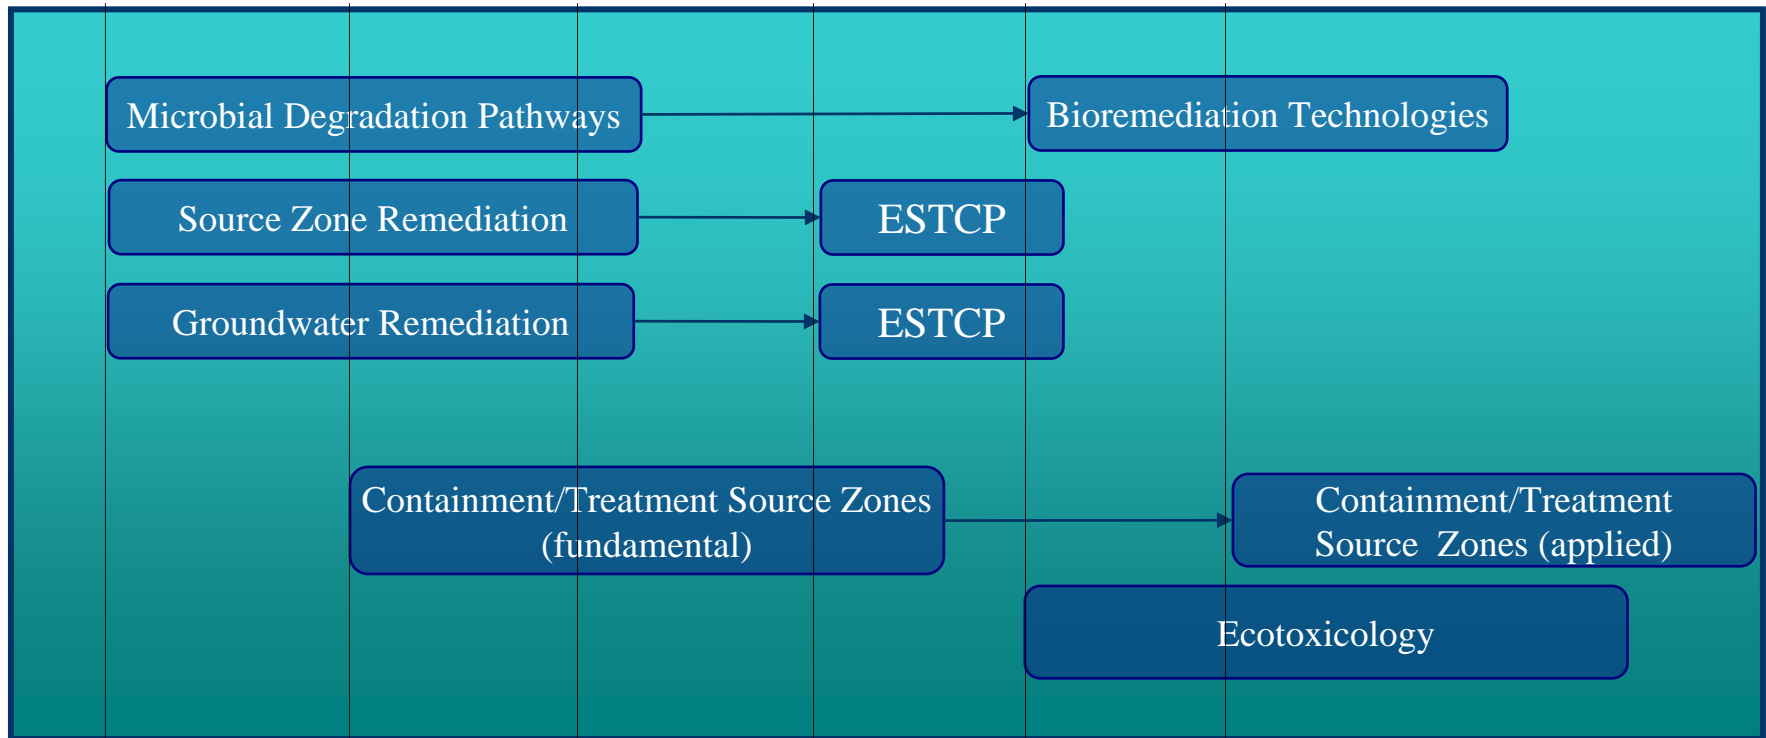 Microbial Degradation Pathways
Bioremediation Technologies
Source Zone Remediation
ESTCP
Groundwater Remediation
ESTCP
Containment/Treatment Source Zones
(fundamental)
Containment/Treatment
Source Zones (applied)
Ecotoxicology